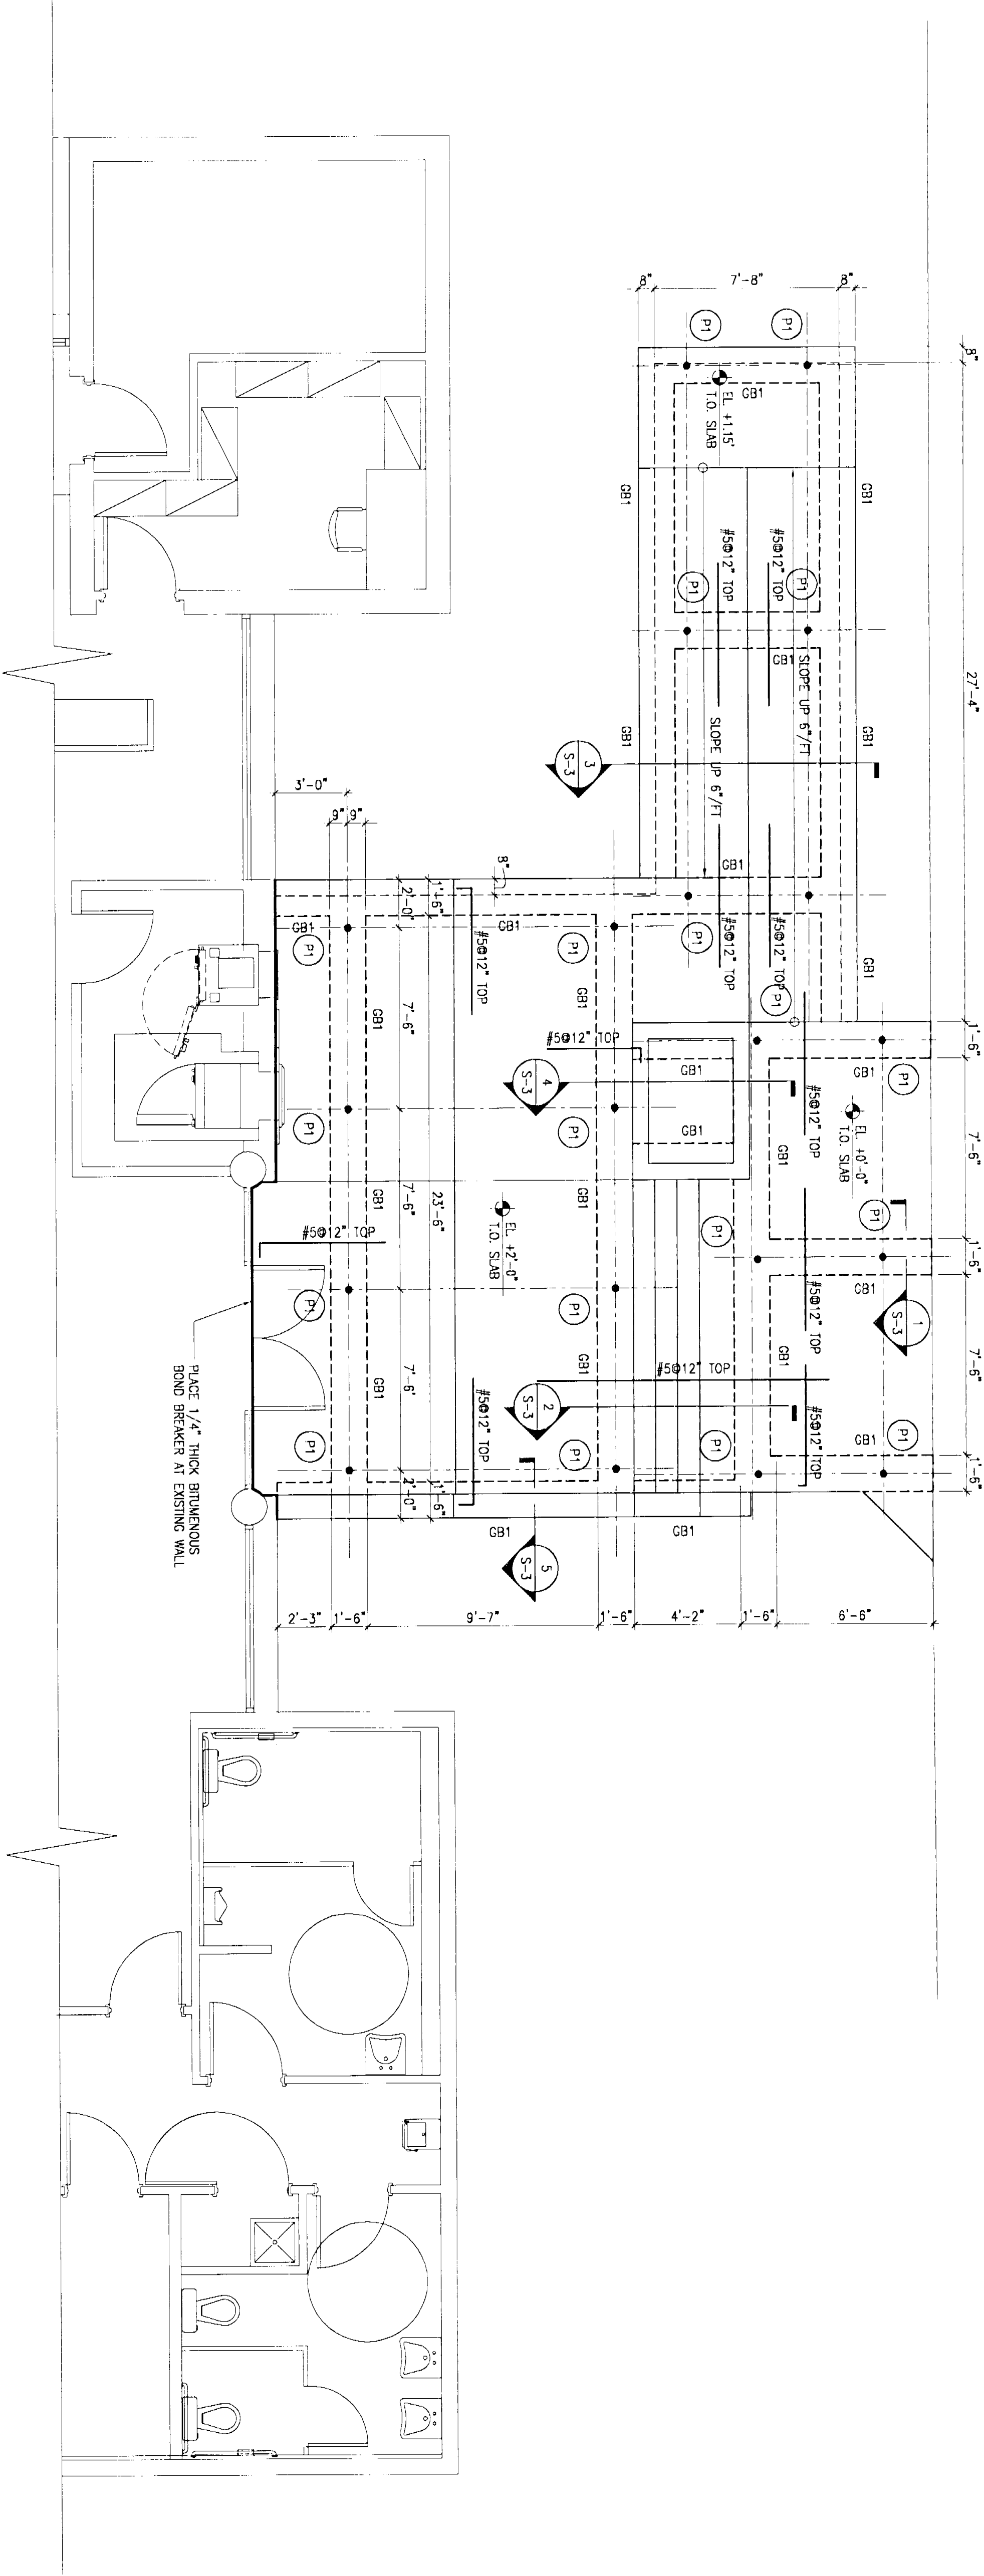 8"
7'-8"
8"
8"
27'-4"
P1
P1
EL +1.15'
T.O. SLAB
GB1
GB1
GB1
#5@12" TOP
#5@12" TOP
P1
P1
GB1
SLOPE UP 6"/FT
SLOPE UP 6"/FT
GB1
GB1
3
S-3
3'-0"
9"
9"
8"
GB1
1'-6"
2'-0"
GB1
P1
GB1
#5@12" TOP
P1
P1
#5@12" TOP
#5@12" TOP
P1
GB1
7'-6"
GB1
GB1
#5@12" TOP
GB1
4
S-3
GB1
P1
1'-6"
#5@12" TOP
EL +0'-0"
T.O. SLAB
7'-6"
P1
P1
GB1
GB1
P1
GB1
7'-6"
23'-6"
GB1
EL +2'-0"
T.O. SLAB
P1
#5@12" TOP
1'-6"
GB1
P1
P1
#5@12" TOP
1
S-3
GB1
7'-6"
GB1
7'-6"
GB1
#5@12" TOP
2
S-3
#5@12" TOP
#5@12" TOP
P1
P1
P1
GB1
P1
1'-6"
2'-0"
1'-6"
GB1
GB1
5
S-3
PLACE 1/4" THICK BITUMENOUS
BOND BREAKER AT EXISTING WALL
2'-3"
1'-6"
9'-7"
1'-6"
4'-2"
1'-6"
6'-6"